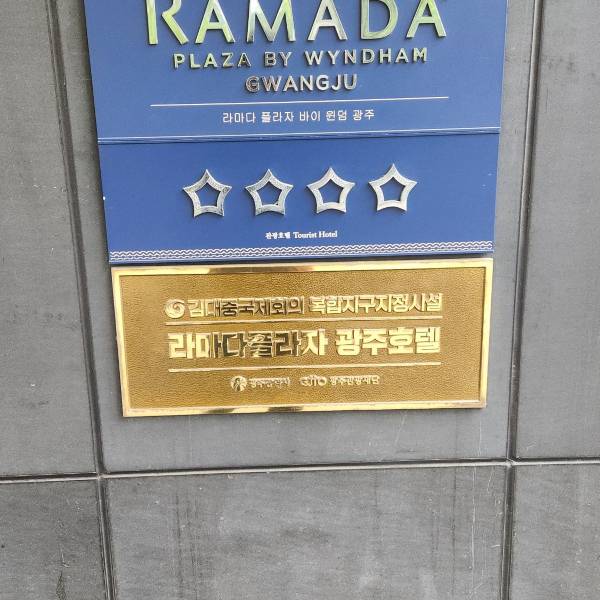 RAMADA
PLAZA BY WYNDHAM
GWANGJU
라마다 플라자 바이 윈덤 광주
관광호텔 Tourist Hotel
김대중국제회의 복합지구지정시설
라마다플라자 광주호텔
광주광역시 GJTO 광주관광재단